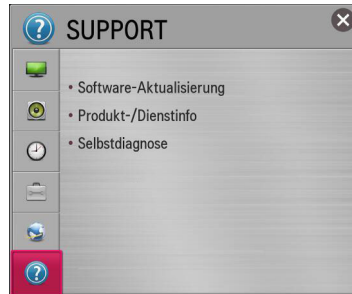 SUPPORT
• Software-Aktualisierung
• Produkt-/Dienstinfo
• Selbstdiagnose